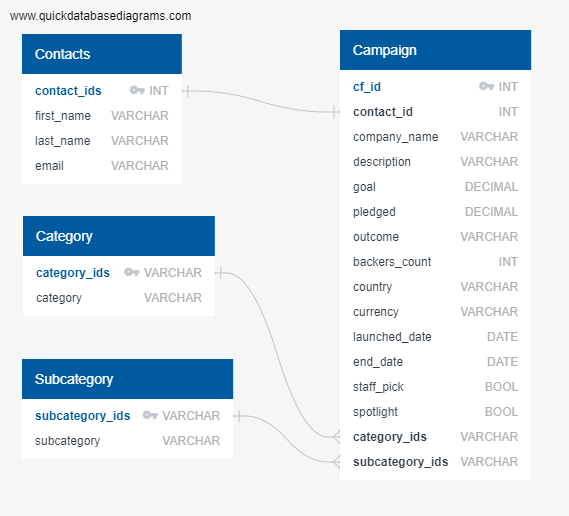 www.quickdatabasediagrams.com
Contacts
contact_ids INT
first_name VARCHAR
last_name VARCHAR
email VARCHAR
Category
category_ids VARCHAR
category VARCHAR
Subcategory
subcategory_ids VARCHAR
subcategory VARCHAR
Campaign
cf_id INT
contact_id INT
company_name VARCHAR
description VARCHAR
goal DECIMAL
pledged DECIMAL
outcome VARCHAR
backers_count INT
country VARCHAR
currency VARCHAR
launched_date DATE
end_date DATE
staff_pick BOOL
spotlight BOOL
category_ids VARCHAR
subcategory_ids VARCHAR